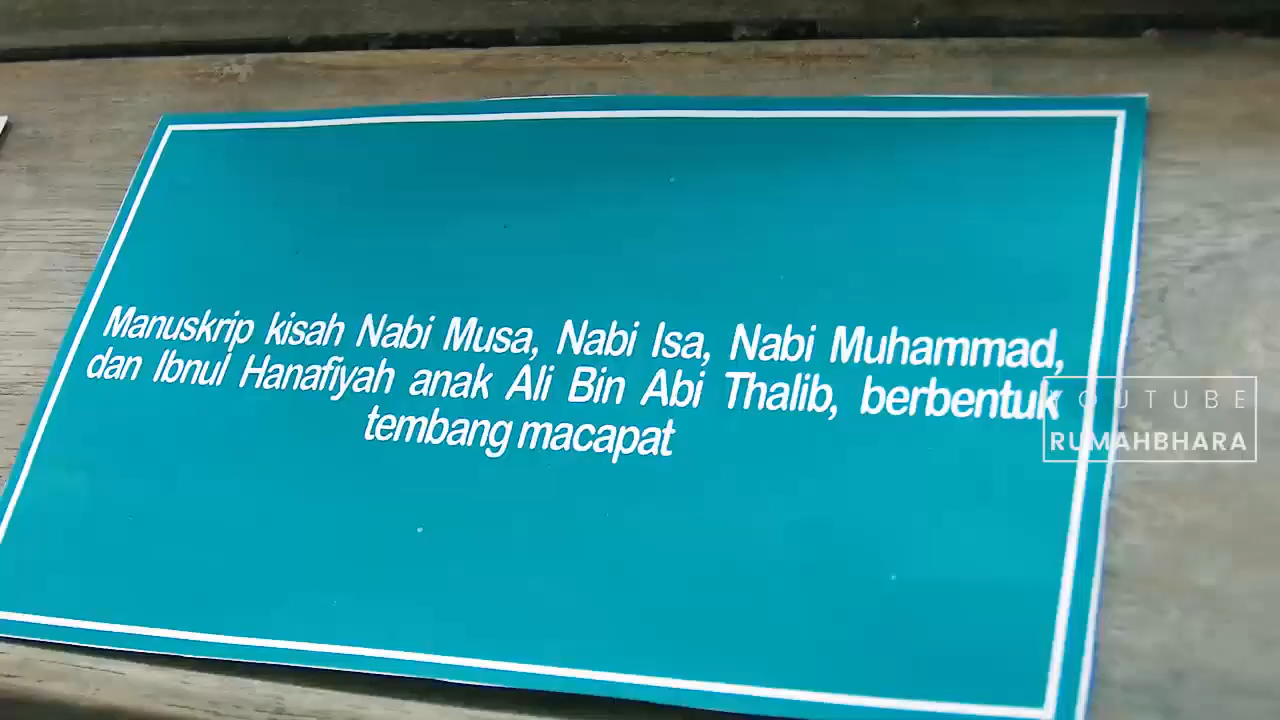 Manuskrip kisah Nabi Musa, Nabi Isa, Nabi Muhammad,
dan Ibnul Hanafiyah anak Ali Bin Abi Thalib, berbentuk
tembang macapat
YOUTUBE
RUMAHBHARA